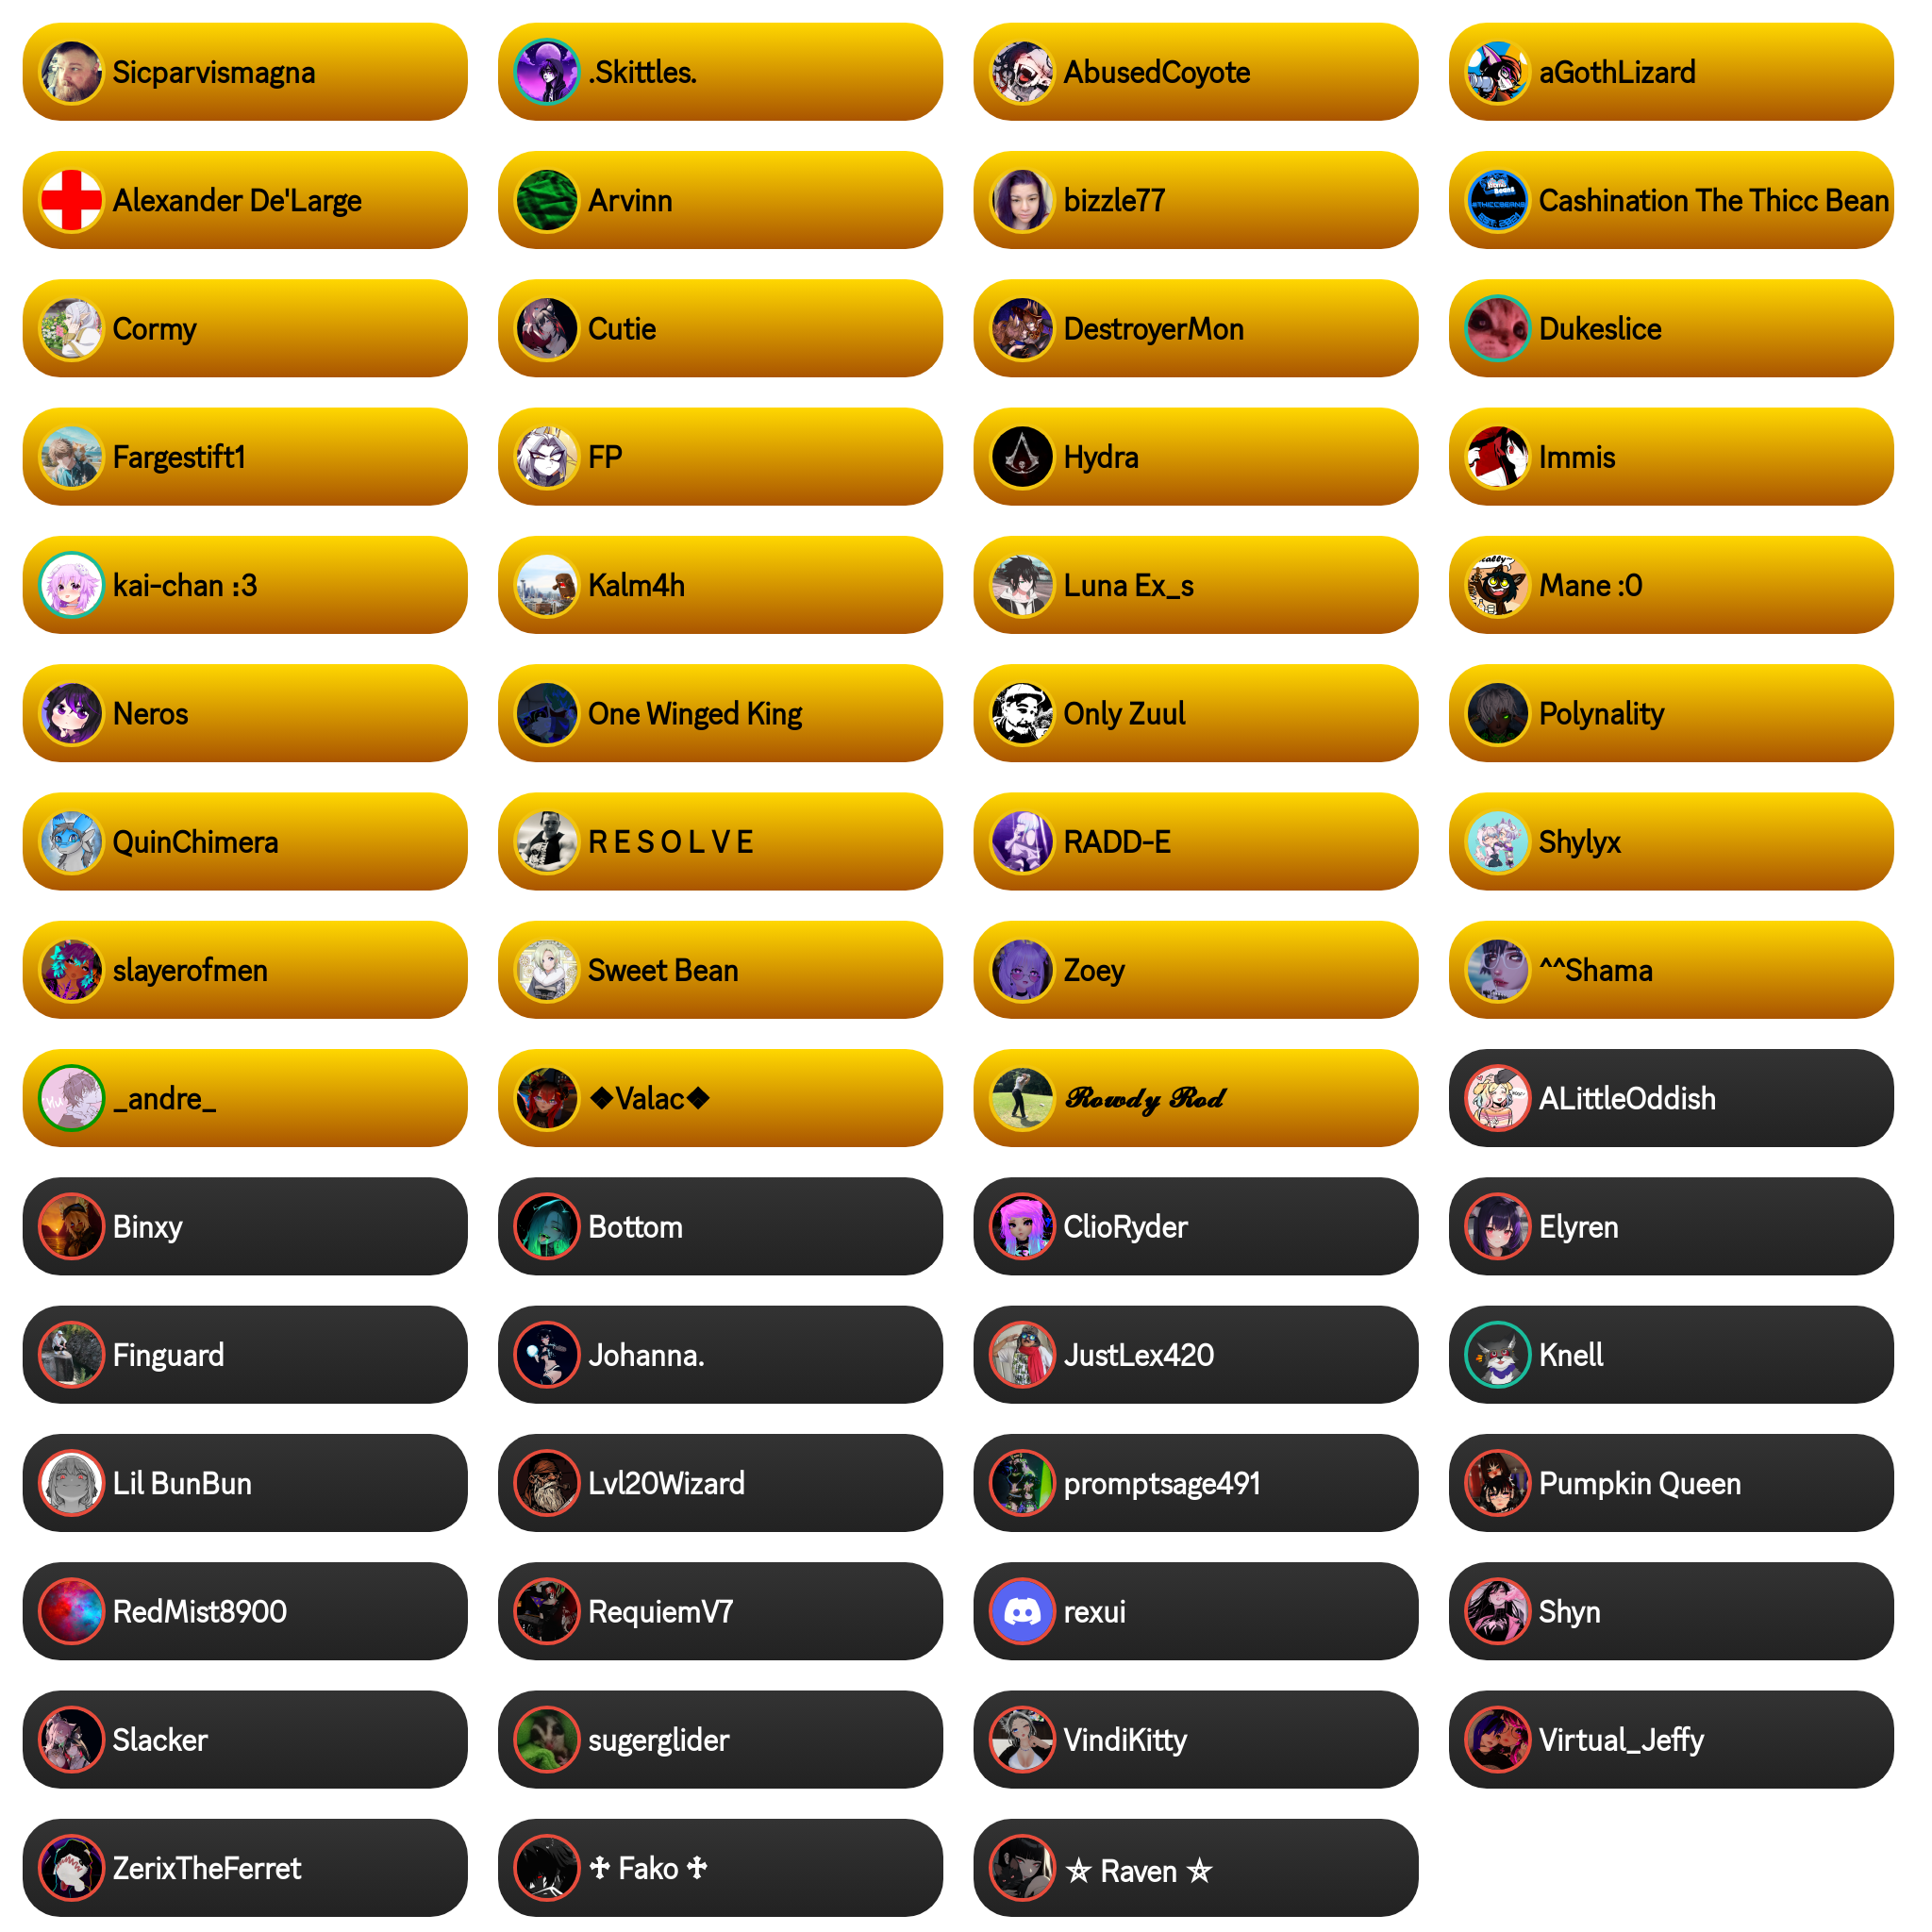 Sicparvismagna
.Skittles.
AbusedCoyote
aGothLizard
Alexander De'Large
Arvinn
bizzle77
Cashination The Thicc Bean
Cormy
Cutie
DestroyerMon
Dukeslice
Fargestift1
FP
Hydra
Immis
kai-chan :3
Kalm4h
Luna Ex_s
Mane :0
Neros
One Winged King
Only Zuul
Polynality
QuinChimera
R E S O L V E
RADD-E
Shylyx
slayerofmen
Sweet Bean
Zoey
^^Shama
_andre_
❖Valac❖
𝓡𝓸𝔀𝓭𝔂 𝓡𝓸𝓭
ALittleOddish
Binxy
Bottom
ClioRyder
Elyren
Finguard
Johanna.
JustLex420
Knell
Lil BunBun
Lvl20Wizard
promptsage491
Pumpkin Queen
RedMist8900
RequiemV7
rexui
Shyn
Slacker
sugerglider
VindiKitty
Virtual_Jeffy
ZerixTheFerret
♱ Fako ♱
⛤ Raven ⛤